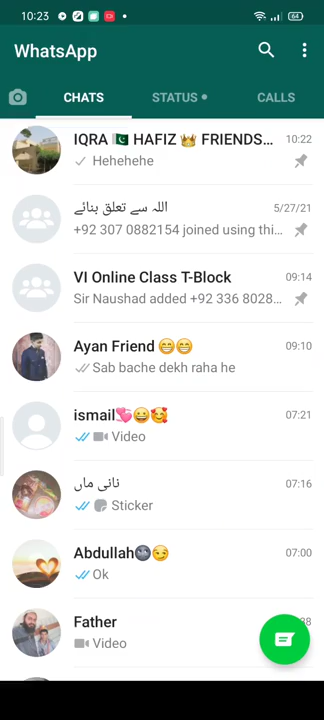 10:23
64
WhatsApp
CHATS
STATUS
CALLS
IQRA 🇵🇰 HAFIZ 👑 FRIENDS...
10:22
Hehehehe
اللہ سے تعلق بنائے
5/27/21
+92 307 0882154 joined using thi...
VI Online Class T-Block
09:14
Sir Naushad added +92 336 8028...
Ayan Friend 😁😁
09:10
Sab bache dekh raha he
ismail💘😀🥰
07:21
Video
نانی ماں
07:16
Sticker
Abdullah🌚😏
07:00
Ok
Father
Video